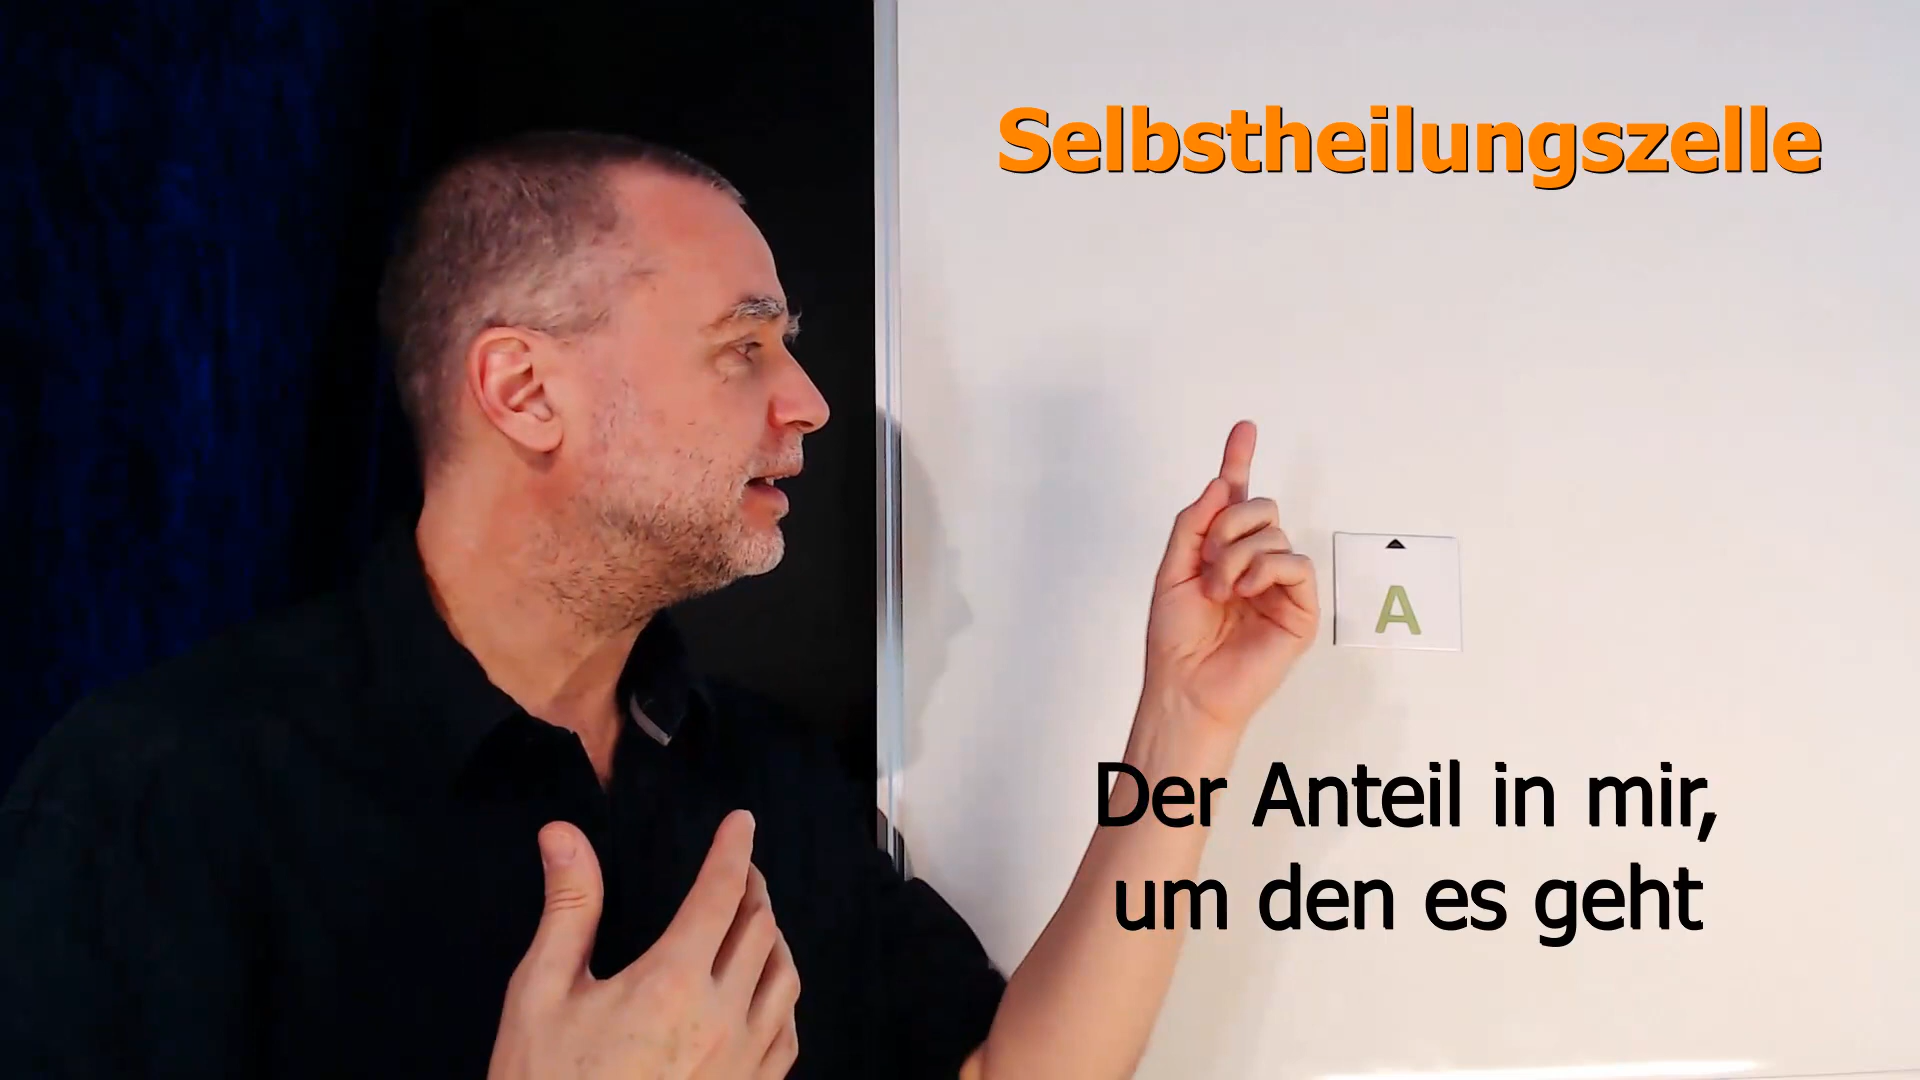 Selbstheilungszelle
A
Der Anteil in mir,
um den es geht